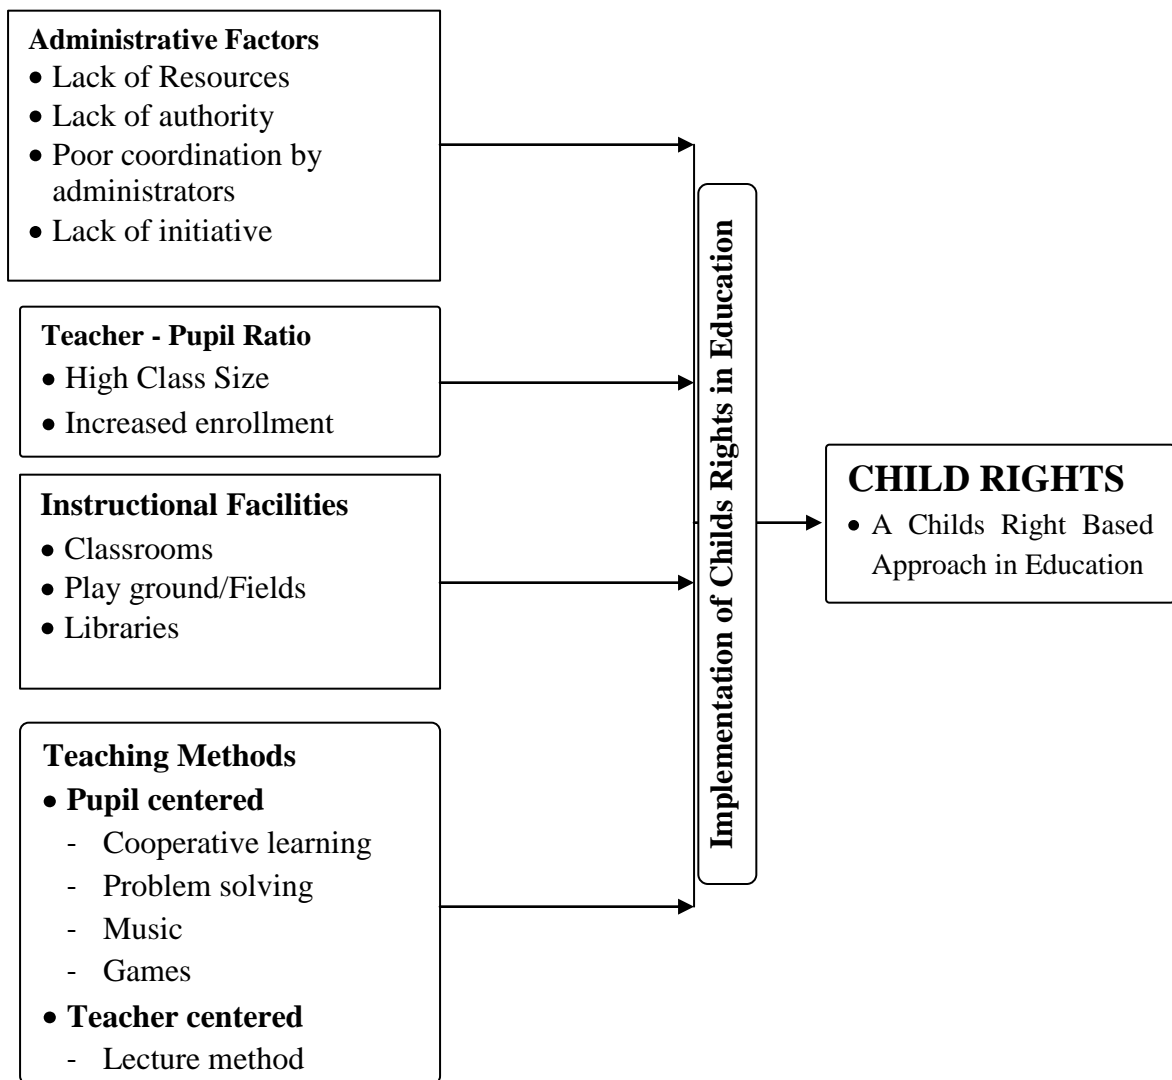 Administrative Factors
• Lack of Resources
• Lack of authority
• Poor coordination by
administrators
• Lack of initiative
Teacher - Pupil Ratio
• High Class Size
• Increased enrollment
Instructional Facilities
• Classrooms
• Play ground/Fields
• Libraries
Teaching Methods
• Pupil centered
- Cooperative learning
- Problem solving
- Music
- Games
• Teacher centered
- Lecture method
Implementation of Childs Rights in Education
CHILD RIGHTS
• A Childs Right Based
Approach in Education